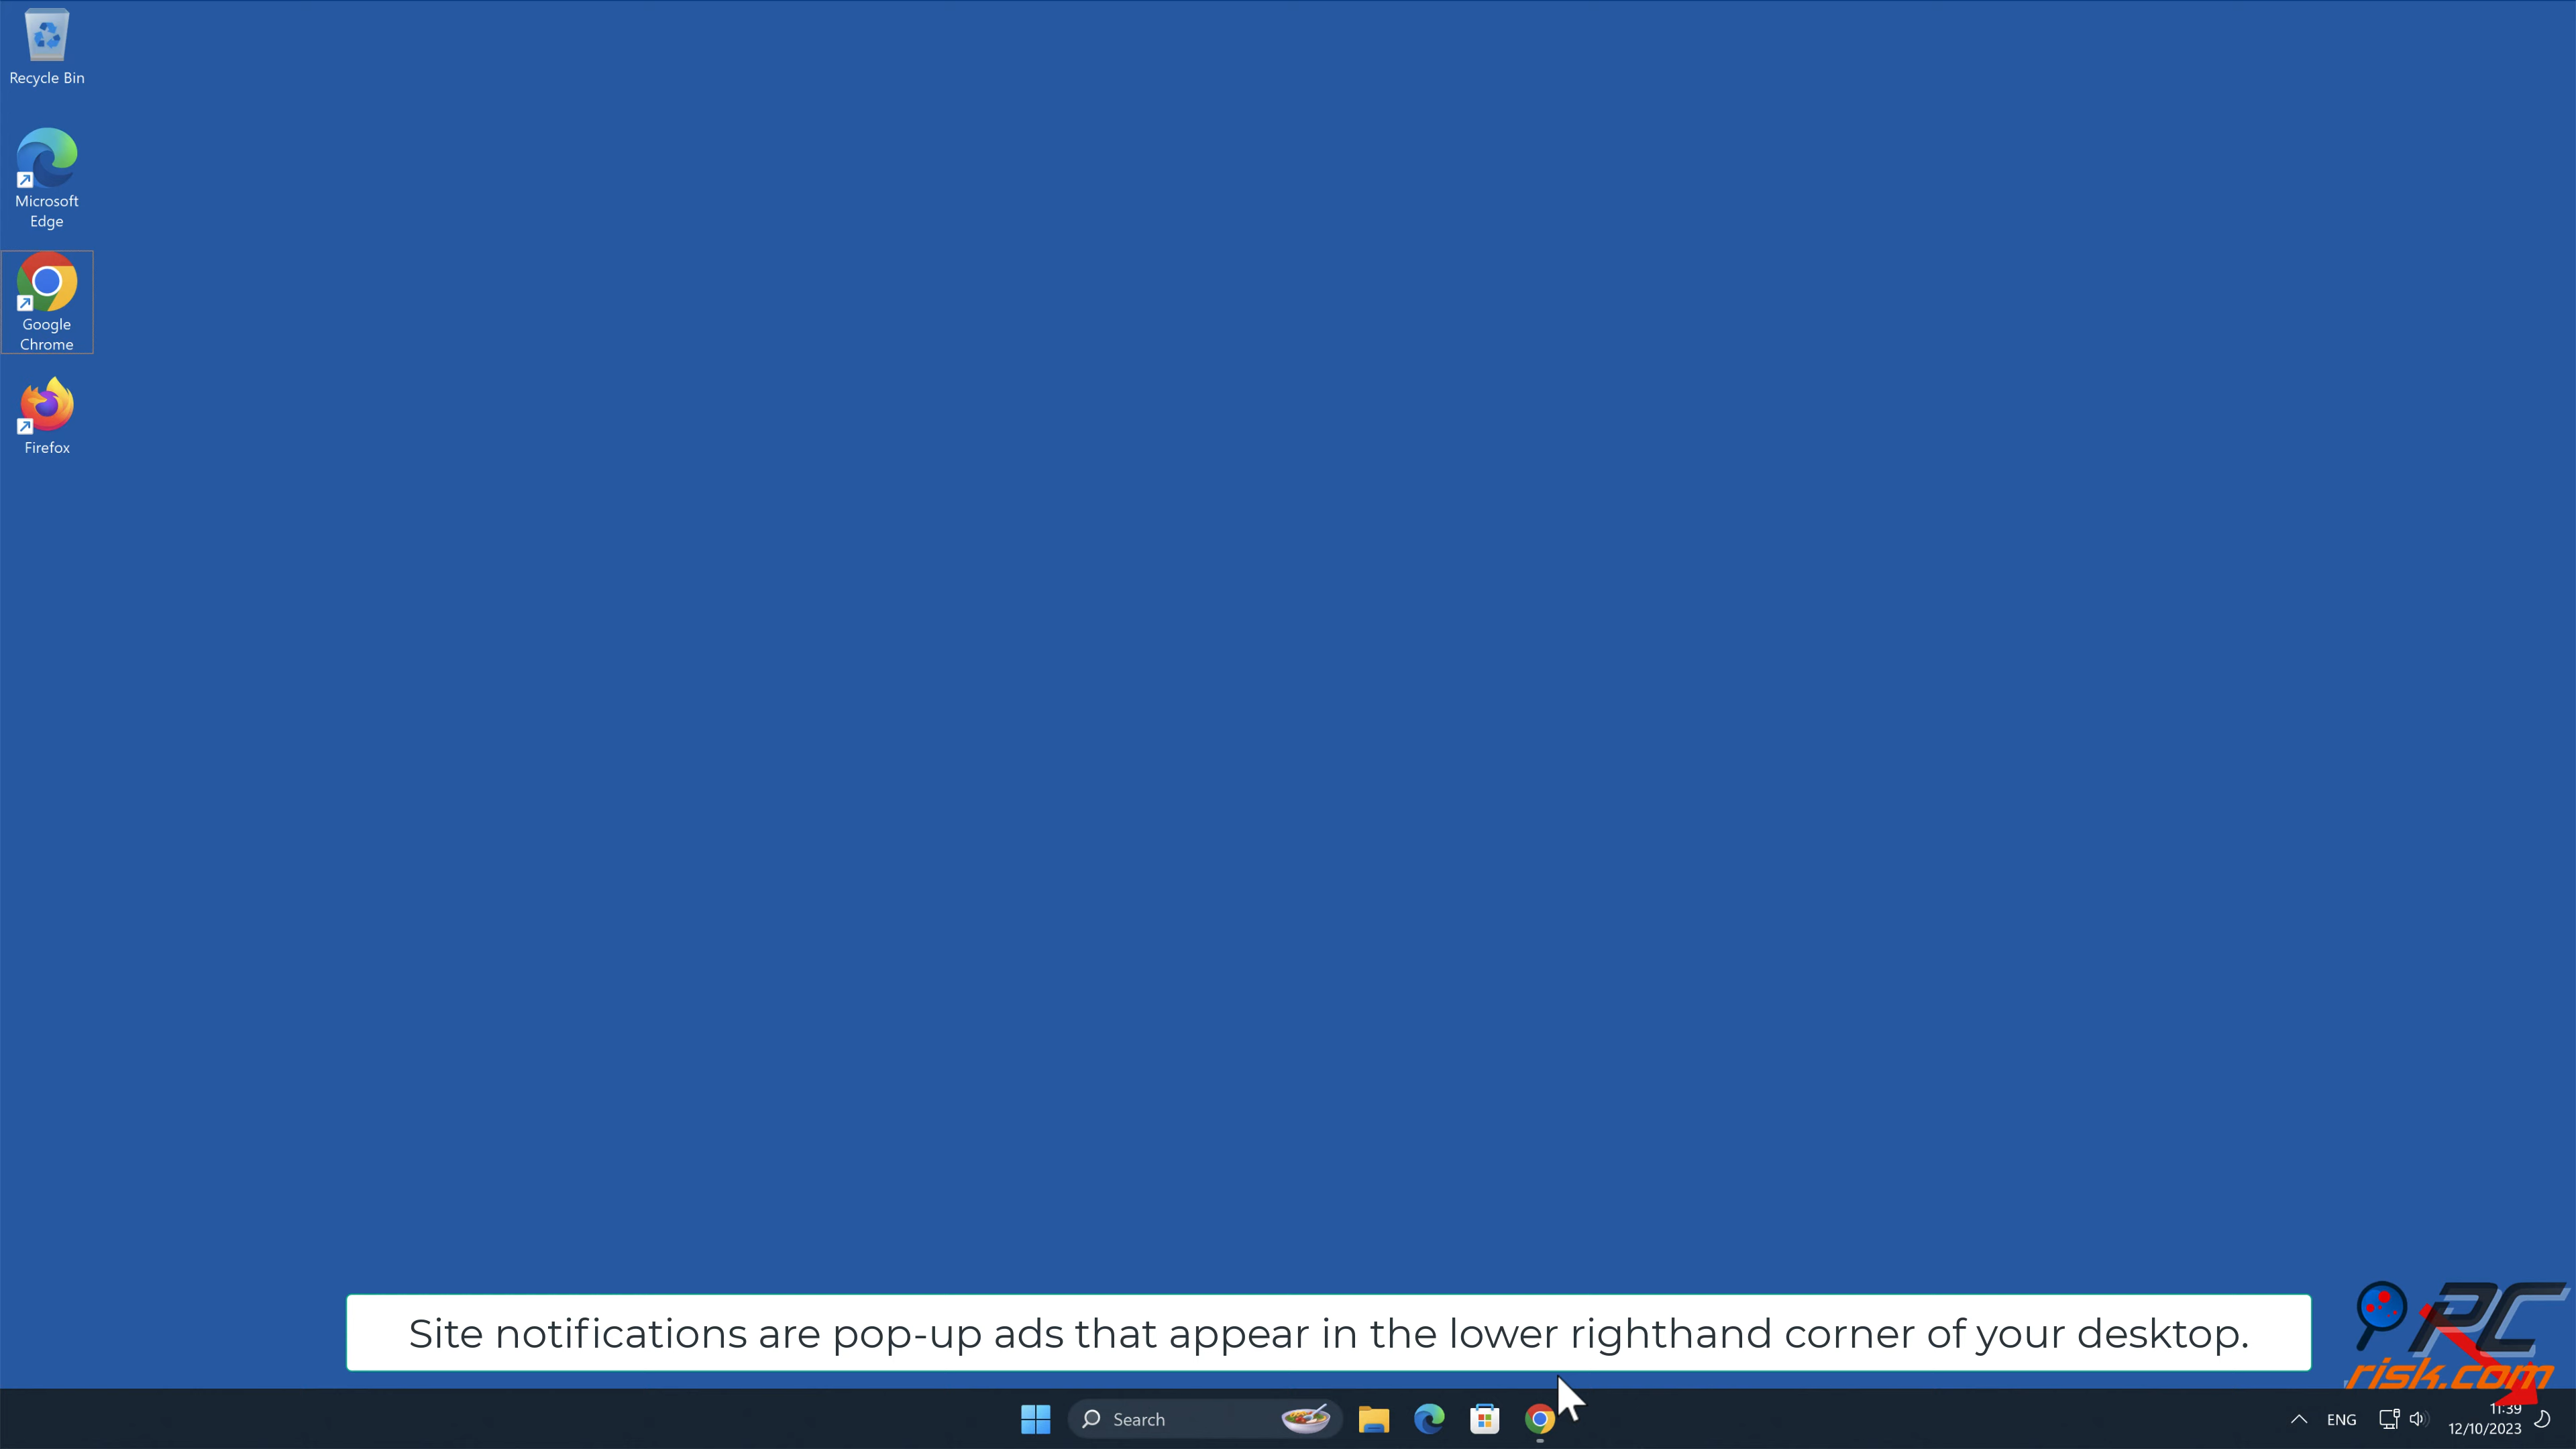 Recycle Bin
Microsoft
Edge
Google
Chrome
Firefox
Site notifications are pop-up ads that appear in the lower righthand corner of your desktop.
PC
risk.com
Search
ENG
11:39
12/10/2023